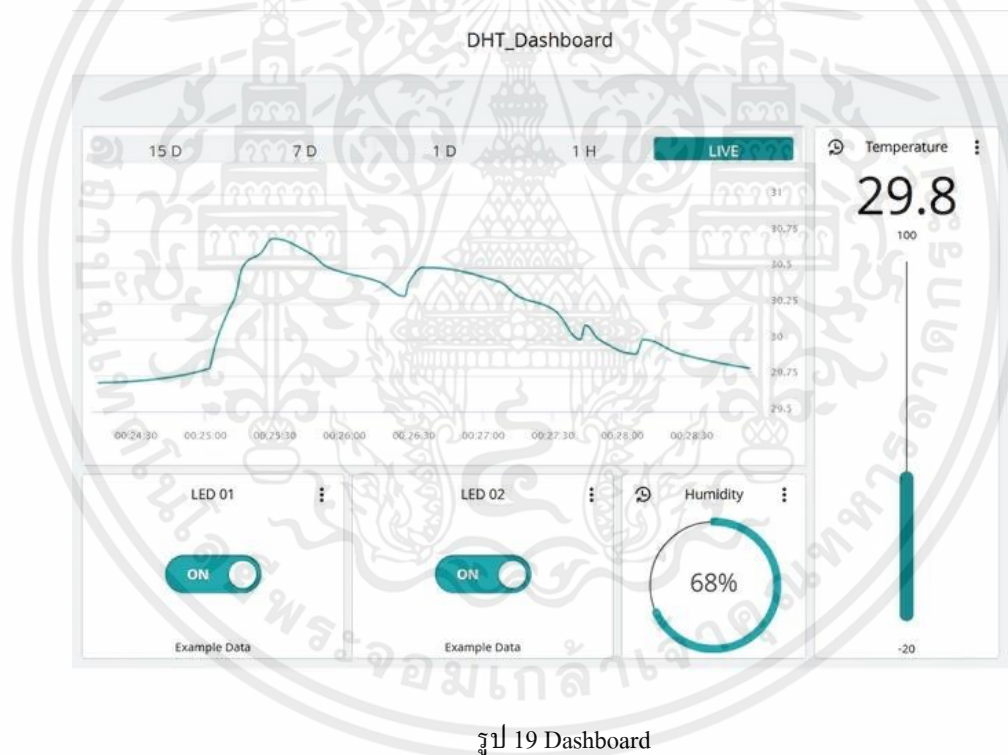 DHT_Dashboard
15 D 7 D 1 D 1 H LIVE
31
30.75
30.5
30.25
30
29.75
29.5
00:24:30 00:25:00 00:25:30 00:26:00 00:26:30 00:27:00 00:27:30 00:28:00 00:28:30
Temperature
29.8
100
-20
LED 01
ON
Example Data
LED 02
ON
Example Data
Humidity
68%
รูป 19 Dashboard